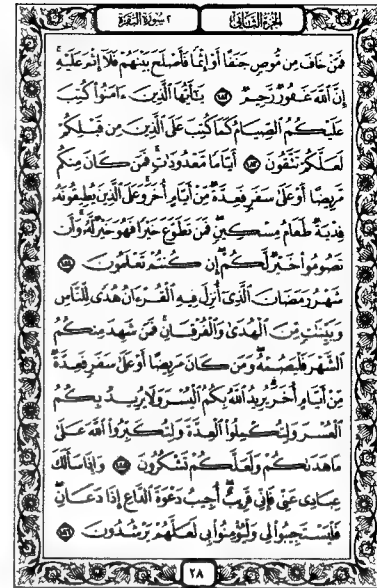 الجزء الثانى
٢ سورة البقرة
فَمَنْ خَافَ مِن مُّوصٍ جَنَفًا أَوْ إِثْمًا فَأَصْلَحَ بَيْنَهُمْ فَلَآ إِثْمَ عَلَيْهِ ۚ
إِنَّ ٱللَّهَ غَفُورٌ رَّحِيمٌ ١٨٢ يَـٰٓأَيُّهَا ٱلَّذِينَ ءَامَنُوا۟ كُتِبَ
عَلَيْكُمُ ٱلصِّيَامُ كَمَا كُتِبَ عَلَى ٱلَّذِينَ مِن قَبْلِكُمْ
لَعَلَّكُمْ تَتَّقُونَ ١٨٣ أَيَّامًا مَّعْدُودَٰتٍ ۚ فَمَن كَانَ مِنكُم
مَّرِيضًا أَوْ عَلَىٰ سَفَرٍ فَعِدَّةٌ مِّنْ أَيَّامٍ أُخَرَ ۚ وَعَلَى ٱلَّذِينَ يُطِيقُونَهُۥ
فِدْيَةٌ طَعَامُ مِسْكِينٍ ۖ فَمَن تَطَوَّعَ خَيْرًا فَهُوَ خَيْرٌ لَّهُۥ ۚ وَأَن
تَصُومُوا۟ خَيْرٌ لَّكُمْ ۖ إِن كُنتُمْ تَعْلَمُونَ ١٨٤
شَهْرُ رَمَضَانَ ٱلَّذِىٓ أُنزِلَ فِيهِ ٱلْقُرْءَانُ هُدًى لِّلنَّاسِ
وَبَيِّنَـٰتٍ مِّنَ ٱلْهُدَىٰ وَٱلْفُرْقَانِ ۚ فَمَن شَهِدَ مِنكُمُ
ٱلشَّهْرَ فَلْيَصُمْهُ ۖ وَمَن كَانَ مَرِيضًا أَوْ عَلَىٰ سَفَرٍ فَعِدَّةٌ
مِّنْ أَيَّامٍ أُخَرَ ۗ يُرِيدُ ٱللَّهُ بِكُمُ ٱلْيُسْرَ وَلَا يُرِيدُ بِكُمُ
ٱلْعُسْرَ وَلِتُكْمِلُوا۟ ٱلْعِدَّةَ وَلِتُكَبِّرُوا۟ ٱللَّهَ عَلَىٰ
مَا هَدَىٰكُمْ وَلَعَلَّكُمْ تَشْكُرُونَ ١٨٥ وَإِذَا سَأَلَكَ
عِبَادِى عَنِّى فَإِنِّى قَرِيبٌ ۖ أُجِيبُ دَعْوَةَ ٱلدَّاعِ إِذَا دَعَانِ ۖ
فَلْيَسْتَجِيبُوا۟ لِى وَلْيُؤْمِنُوا۟ بِى لَعَلَّهُمْ يَرْشُدُونَ ١٨٦
٢٨